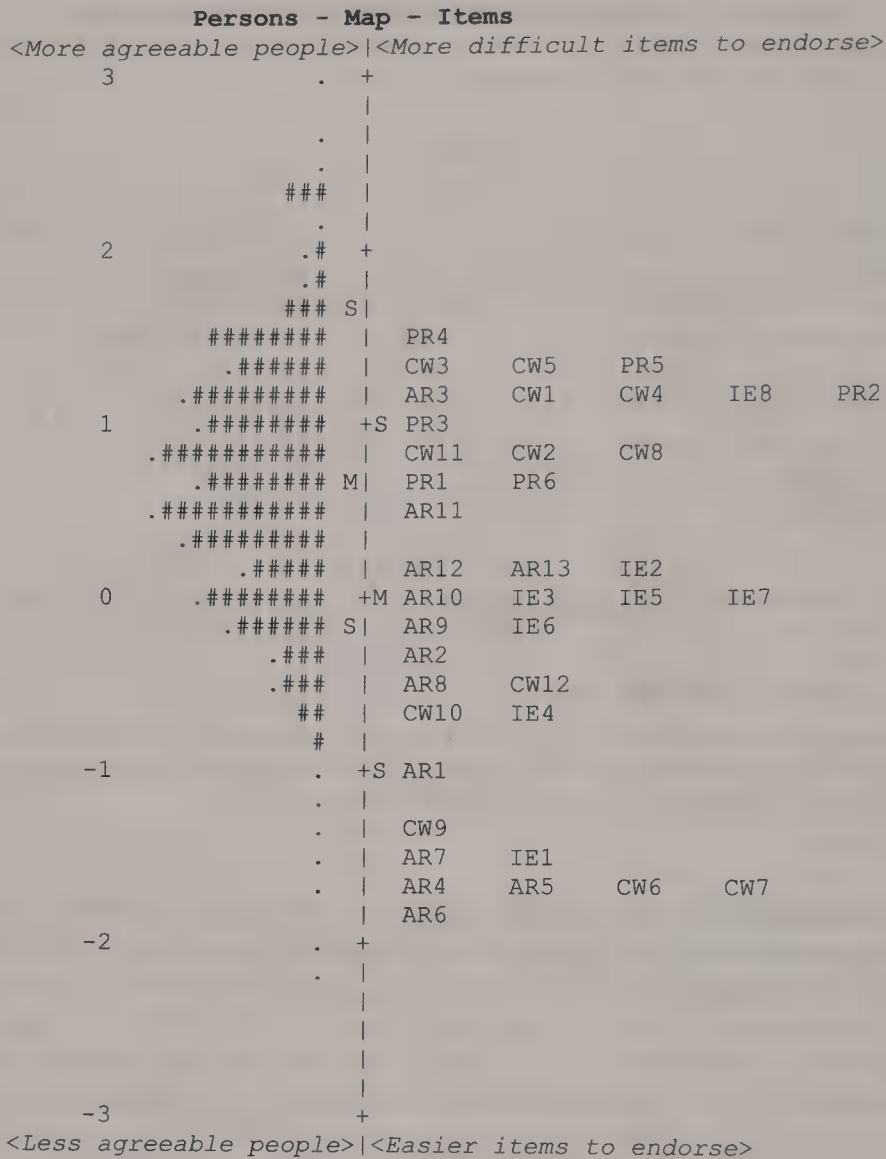 Persons - Map - Items
<More agreeable people>|<More difficult items to endorse>
3 . +
|
. |
. |
### |
. |
2 .# +
.# |
### S|
######## | PR4
.###### | CW3 CW5 PR5
.######### | AR3 CW1 CW4 IE8 PR2
1 .######## +S PR3
.########### | CW11 CW2 CW8
.######## M| PR1 PR6
.########### | AR11
.######### |
.##### | AR12 AR13 IE2
0 .######## +M AR10 IE3 IE5 IE7
.###### S| AR9 IE6
.### | AR2
.### | AR8 CW12
## | CW10 IE4
# |
-1 . +S AR1
. |
. | CW9
. | AR7 IE1
. | AR4 AR5 CW6 CW7
| AR6
-2 . +
. |
|
|
|
|
-3 +
<Less agreeable people>|<Easier items to endorse>